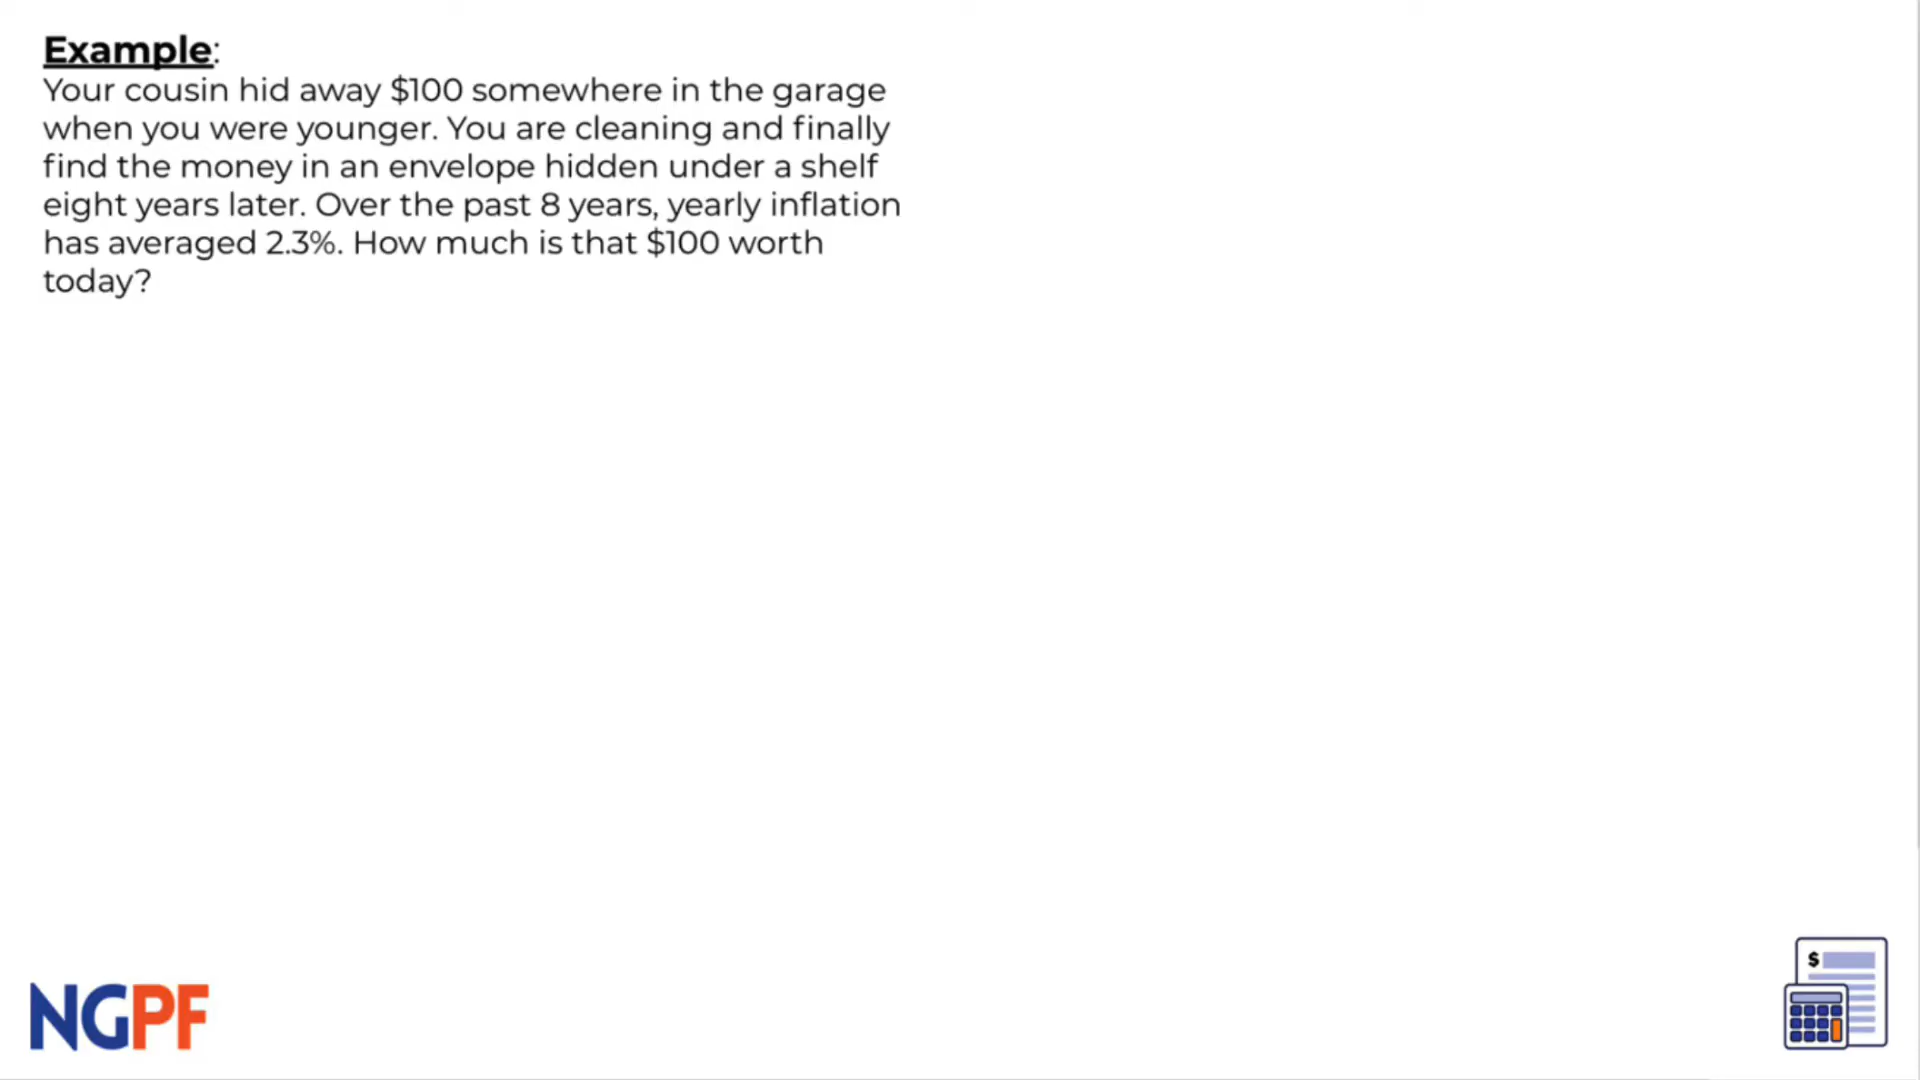 Example:
Your cousin hid away $100 somewhere in the garage
when you were younger. You are cleaning and finally
find the money in an envelope hidden under a shelf
eight years later. Over the past 8 years, yearly inflation
has averaged 2.3%. How much is that $100 worth
today?
$
NGPF